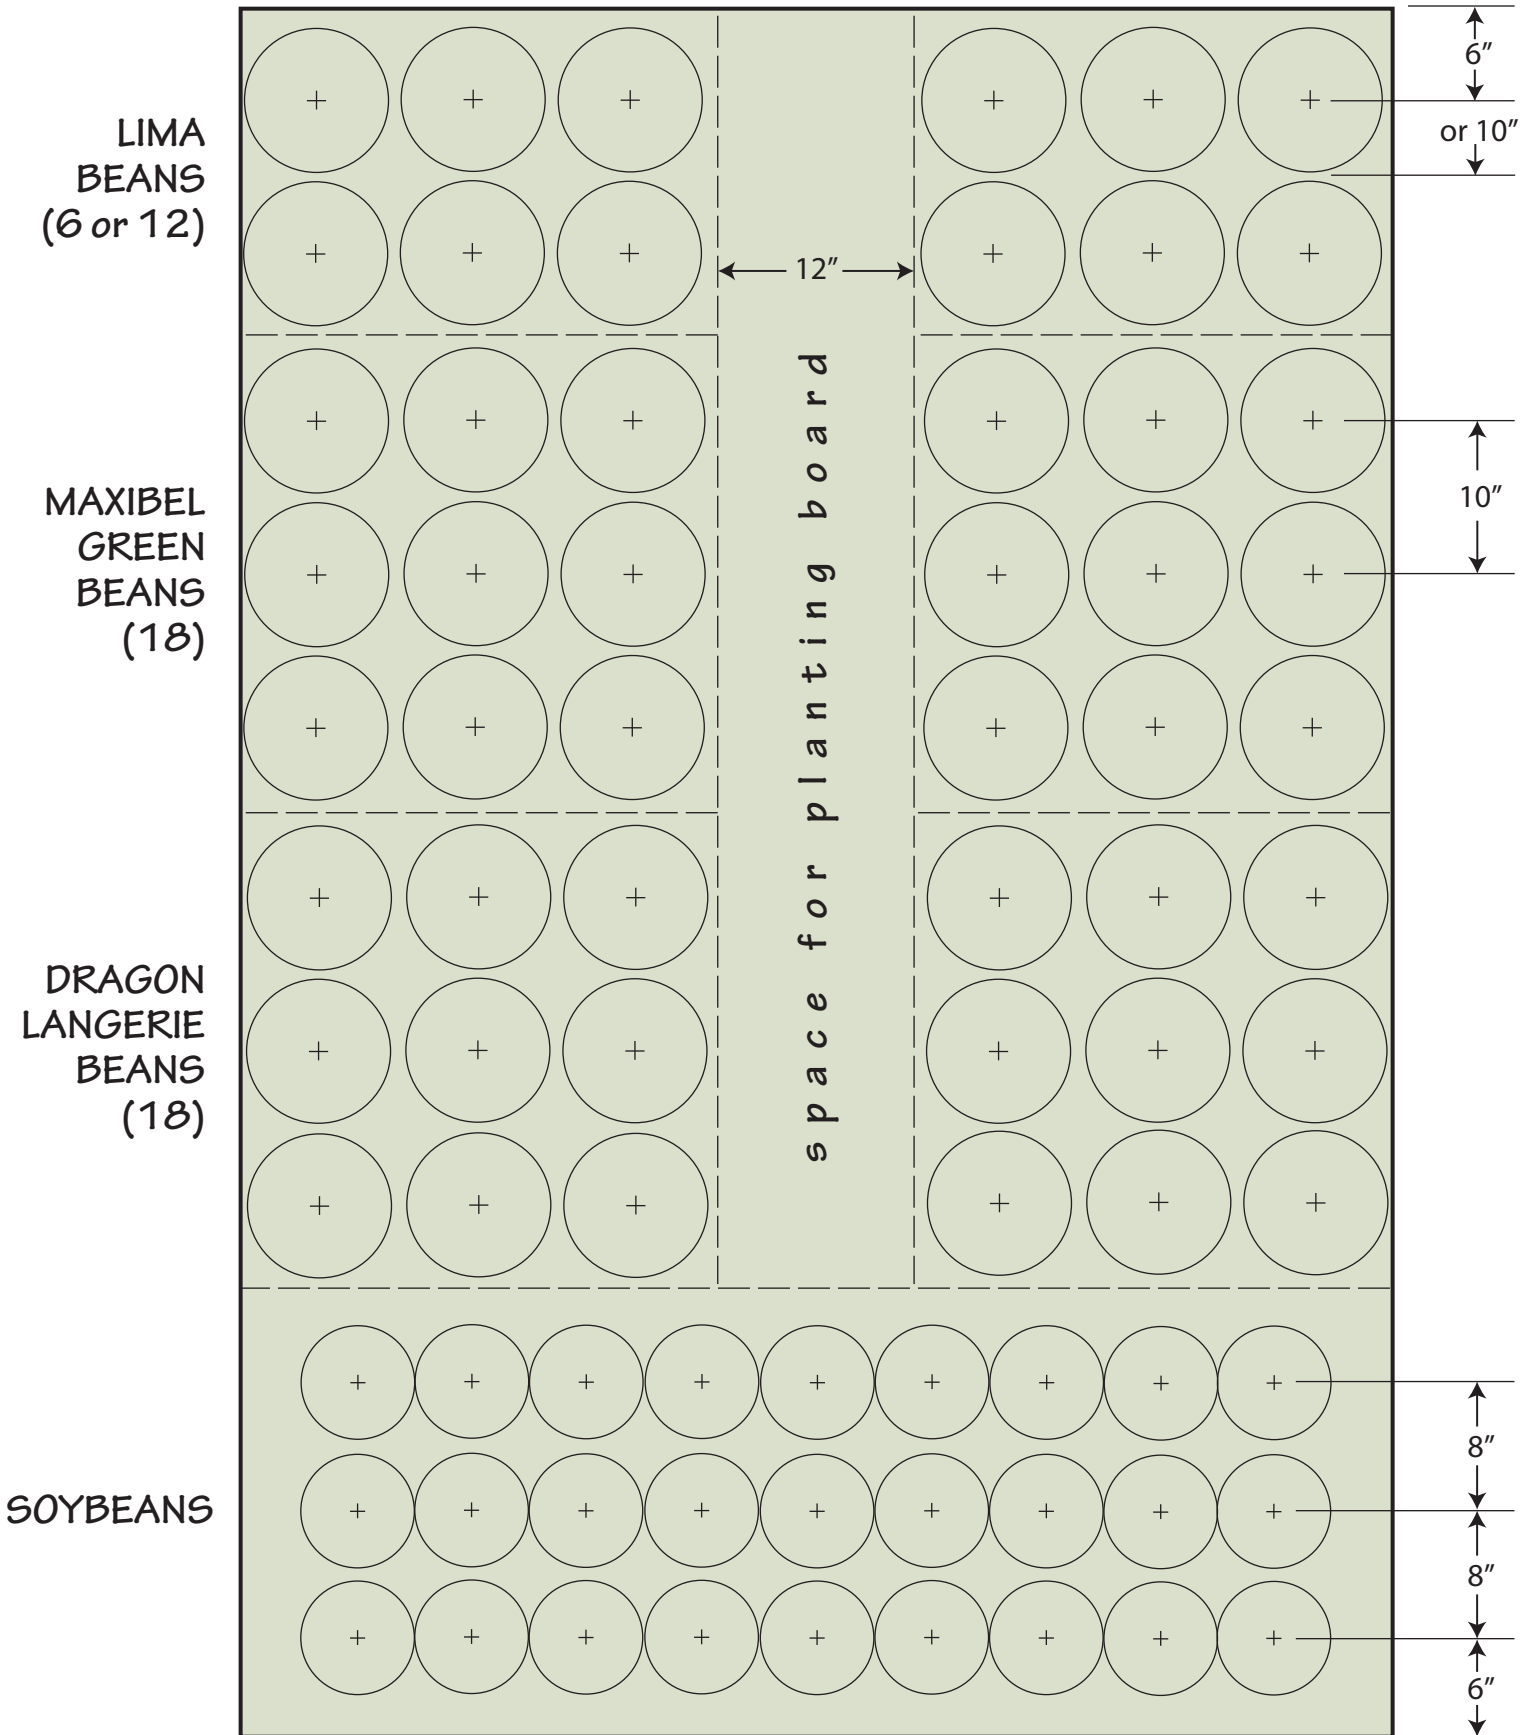 LIMA
BEANS
(6 or 12)
6”
or 10”
12”
space for planting board
MAXIBEL
GREEN
BEANS
(18)
10”
DRAGON
LANGERIE
BEANS
(18)
SOYBEANS
8”
8”
6”